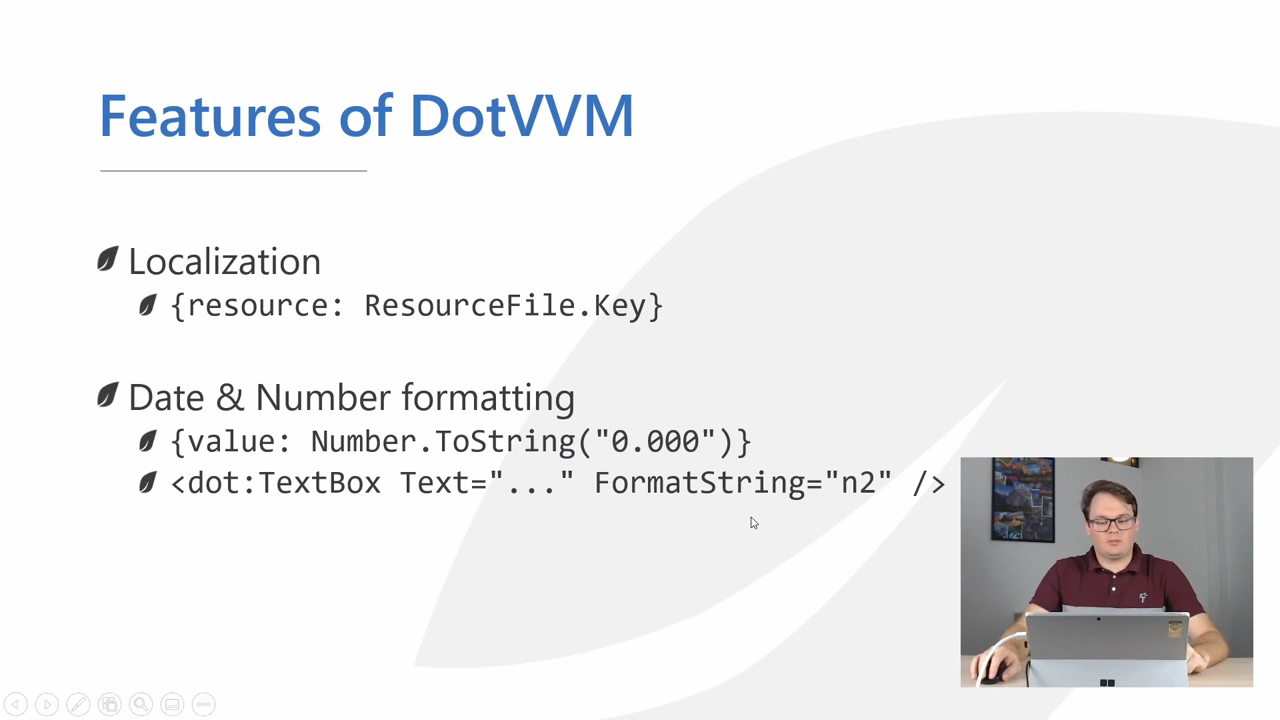 Features of DotVVM
Localization
{resource: ResourceFile.Key}
Date & Number formatting
{value: Number.ToString("0.000")}
<dot:TextBox Text="..." FormatString="n2" />